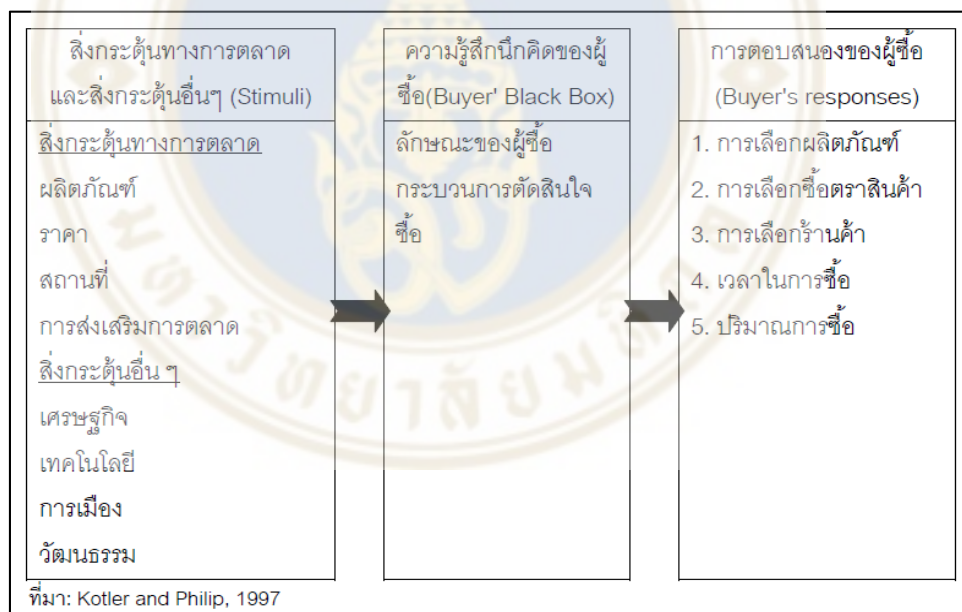 สิ่งกระตุ้นทางการตลาด
และสิ่งกระตุ้นอื่นๆ (Stimuli)
สิ่งกระตุ้นทางการตลาด
ผลิตภัณฑ์
ราคา
สถานที่
การส่งเสริมการตลาด
สิ่งกระตุ้นอื่น ๆ
เศรษฐกิจ
เทคโนโลยี
การเมือง
วัฒนธรรม
ความรู้สึกนึกคิดของผู้
ซื้อ(Buyer' Black Box)
ลักษณะของผู้ซื้อ
กระบวนการตัดสินใจ
ซื้อ
การตอบสนองของผู้ซื้อ
(Buyer's responses)
1. การเลือกผลิตภัณฑ์
2. การเลือกซื้อตราสินค้า
3. การเลือกร้านค้า
4. เวลาในการซื้อ
5. ปริมาณการซื้อ
ที่มา: Kotler and Philip, 1997
มหาวิทยาลัยมหิดล